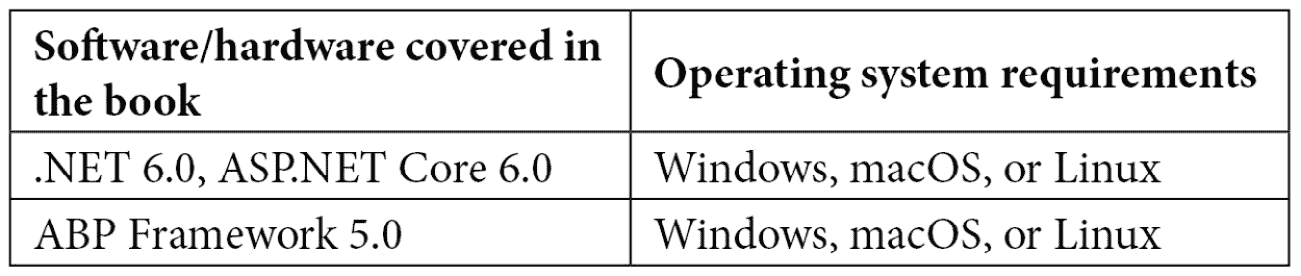 Software/hardware covered in
the book
Operating system requirements
.NET 6.0, ASP.NET Core 6.0
Windows, macOS, or Linux
ABP Framework 5.0
Windows, macOS, or Linux